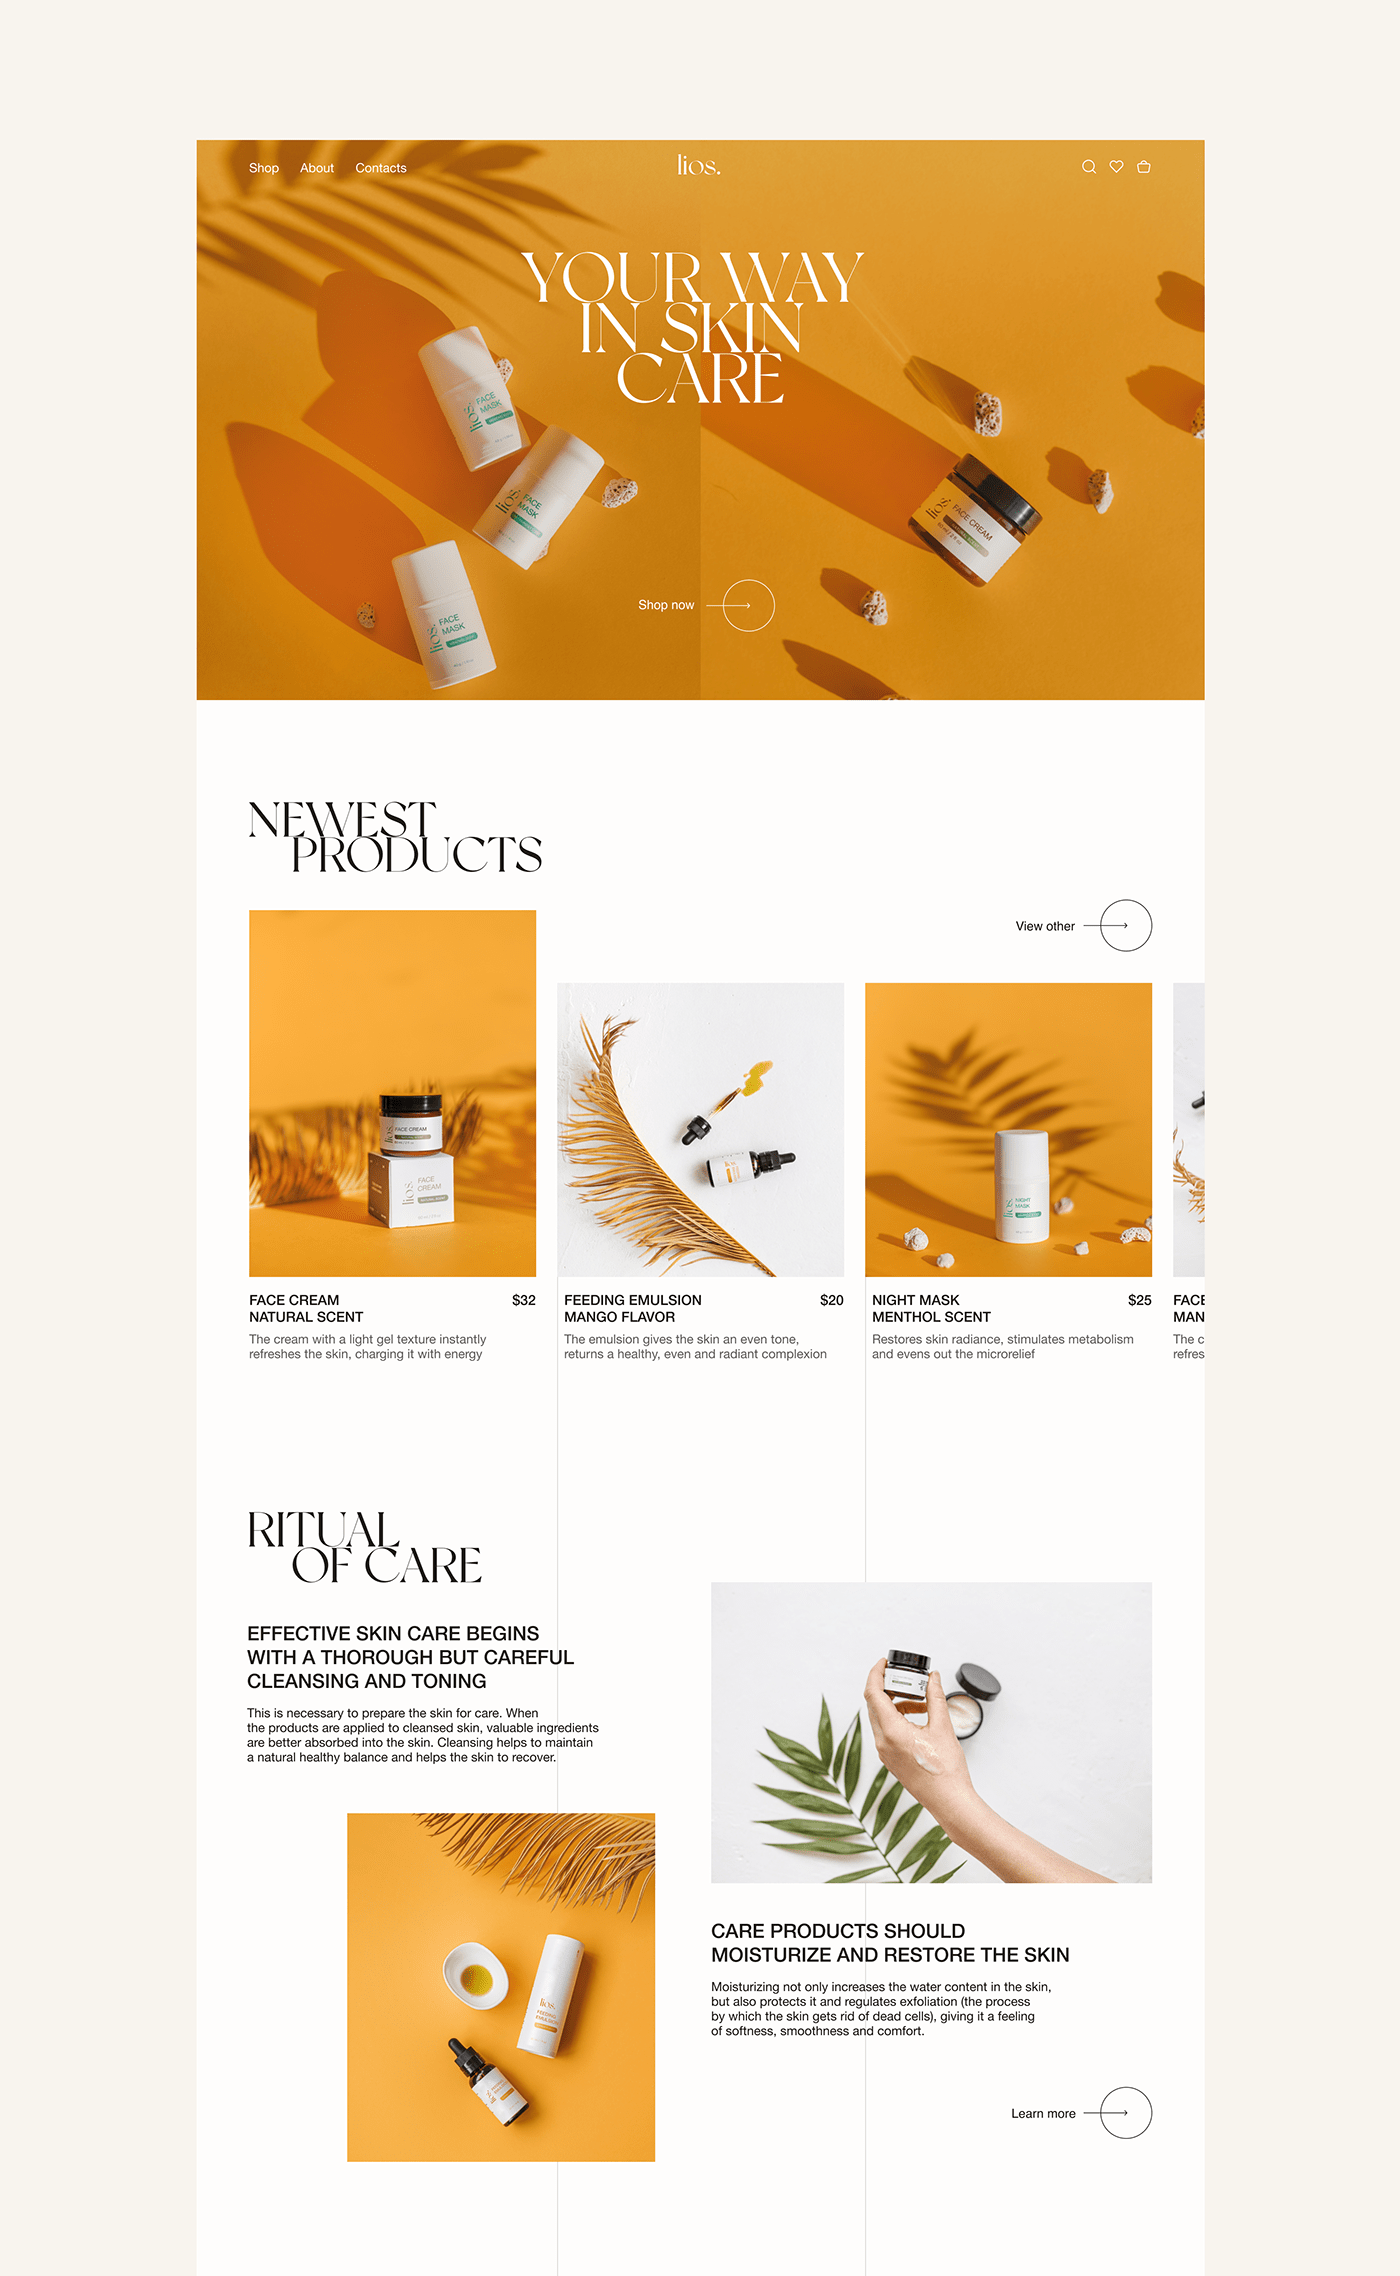 Shop About Contacts
lios.
YOUR WAY
IN SKIN
CARE
lios.
FACE
MASK
lios.
FACE
MASK
lios.
FACE
MASK
lios.
FACE CREAM
Shop now
NEWEST
PRODUCTS
View other
lios.
FACE CREAM
lios.
FACE
CREAM
lios.
NIGHT
MASK
FACE CREAM
NATURAL SCENT
$32
The cream with a light gel texture instantly
refreshes the skin, charging it with energy
FEEDING EMULSION
MANGO FLAVOR
$20
The emulsion gives the skin an even tone,
returns a healthy, even and radiant complexion
NIGHT MASK
MENTHOL SCENT
$25
Restores skin radiance, stimulates metabolism
and evens out the microrelief
FACE
MAN
The c
refres
RITUAL
OF CARE
EFFECTIVE SKIN CARE BEGINS
WITH A THOROUGH BUT CAREFUL
CLEANSING AND TONING
This is necessary to prepare the skin for care. When
the products are applied to cleansed skin, valuable ingredients
are better absorbed into the skin. Cleansing helps to maintain
a natural healthy balance and helps the skin to recover.
lios.
FEEDING
EMULSION
CARE PRODUCTS SHOULD
MOISTURIZE AND RESTORE THE SKIN
Moisturizing not only increases the water content in the skin,
but also protects it and regulates exfoliation (the process
by which the skin gets rid of dead cells), giving it a feeling
of softness, smoothness and comfort.
Learn more